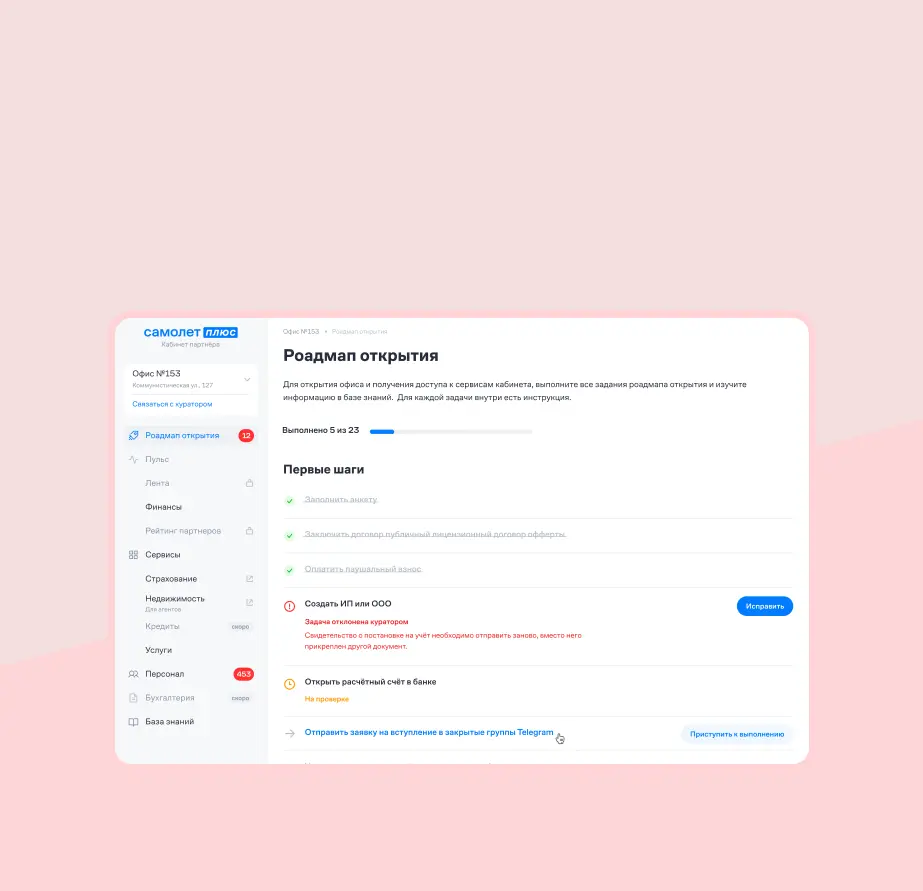 самолет плюс
Кабинет партнёра
Офис №153
Коммунистическая ул., 127
Связаться с куратором
Роадмап открытия 12
Пульс
Лента
Финансы
Рейтинг партнеров
Сервисы
Страхование
Недвижимость
Для агентов
Кредиты скоро
Услуги
Персонал 453
Бухгалтерия скоро
База знаний
Офис №153 • Роадмап открытия
Роадмап открытия
Для открытия офиса и получения доступа к сервисам кабинета, выполните все задания роадмапа открытия и изучите
информацию в базе знаний. Для каждой задачи внутри есть инструкция.
Выполнено 5 из 23
Первые шаги
Заполнить анкету
Заключить договор публичный лицензионный договор офферты.
Оплатить паушальный взнос
Создать ИП или ООО
Исправить
Задача отклонена куратором
Свидетельство о постановке на учёт необходимо отправить заново, вместо него
прикреплен другой документ.
Открыть расчётный счёт в банке
На проверке
Отправить заявку на вступление в закрытые группы Telegram
Приступить к выполнению